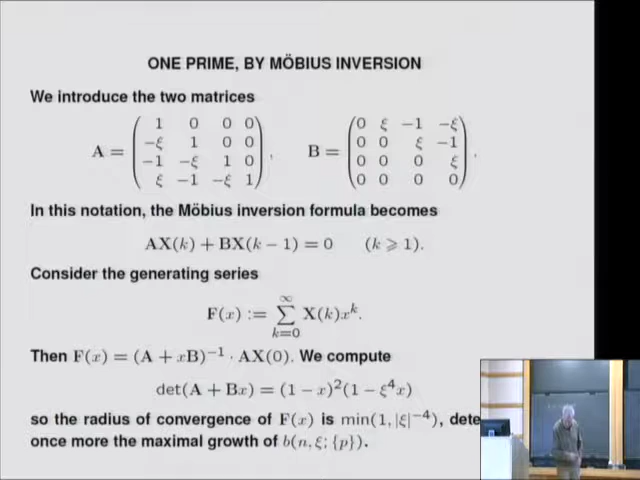 ONE PRIME, BY MÖBIUS INVERSION
We introduce the two matrices
A = ( 1 0 0 0
−ξ 1 0 0
−1 −ξ 1 0
ξ −1 −ξ 1 ), B = ( 0 ξ −1 −ξ
0 0 ξ −1
0 0 0 ξ
0 0 0 0 ).
In this notation, the Möbius inversion formula becomes
AX(k) + BX(k − 1) = 0 (k ⩾ 1).
Consider the generating series
F(x) := ∑_{k=0}^{∞} X(k)x^k.
Then F(x) = (A + xB)^{−1} · AX(0). We compute
det(A + Bx) = (1 − x)^2(1 − ξ^4x)
so the radius of convergence of F(x) is min(1, |ξ|^{−4}), dete
once more the maximal growth of b(n, ξ; {p}).